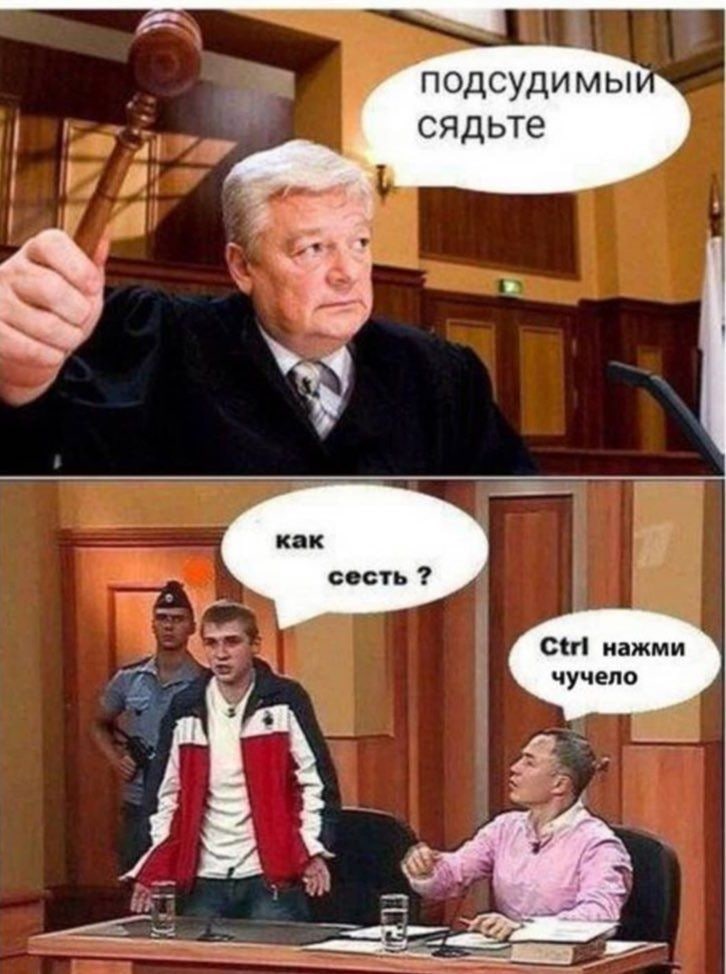 подсудимый
сядьте
как
сесть ?
Ctrl нажми
чучело